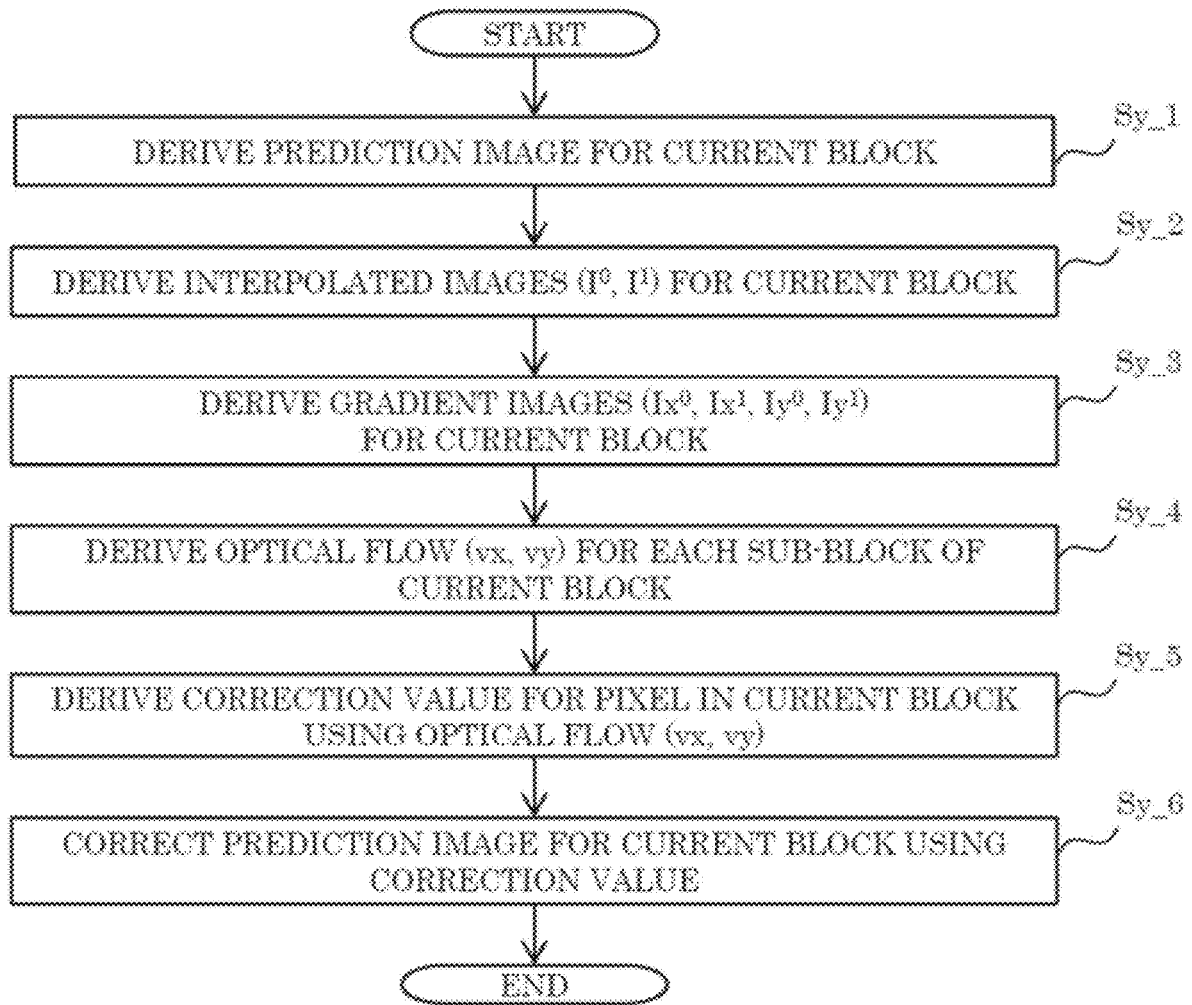 START
DERIVE PREDICTION IMAGE FOR CURRENT BLOCK
Sy_1
DERIVE INTERPOLATED IMAGES (I⁰, I¹) FOR CURRENT BLOCK
Sy_2
DERIVE GRADIENT IMAGES (Ix⁰, Ix¹, Iy⁰, Iy¹)
FOR CURRENT BLOCK
Sy_3
DERIVE OPTICAL FLOW (vx, vy) FOR EACH SUB-BLOCK OF
CURRENT BLOCK
Sy_4
DERIVE CORRECTION VALUE FOR PIXEL IN CURRENT BLOCK
USING OPTICAL FLOW (vx, vy)
Sy_5
CORRECT PREDICTION IMAGE FOR CURRENT BLOCK USING
CORRECTION VALUE
Sy_6
END